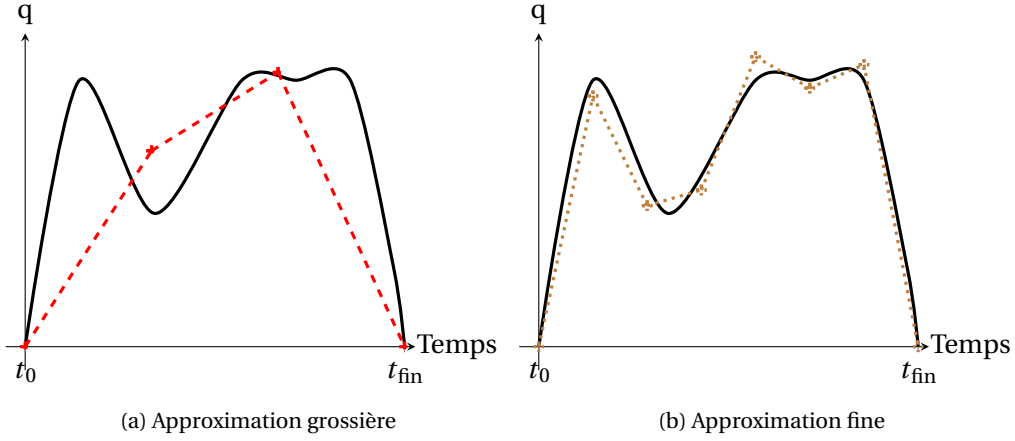 q
Temps
t0
tfin
(a) Approximation grossière
q
Temps
t0
tfin
(b) Approximation fine